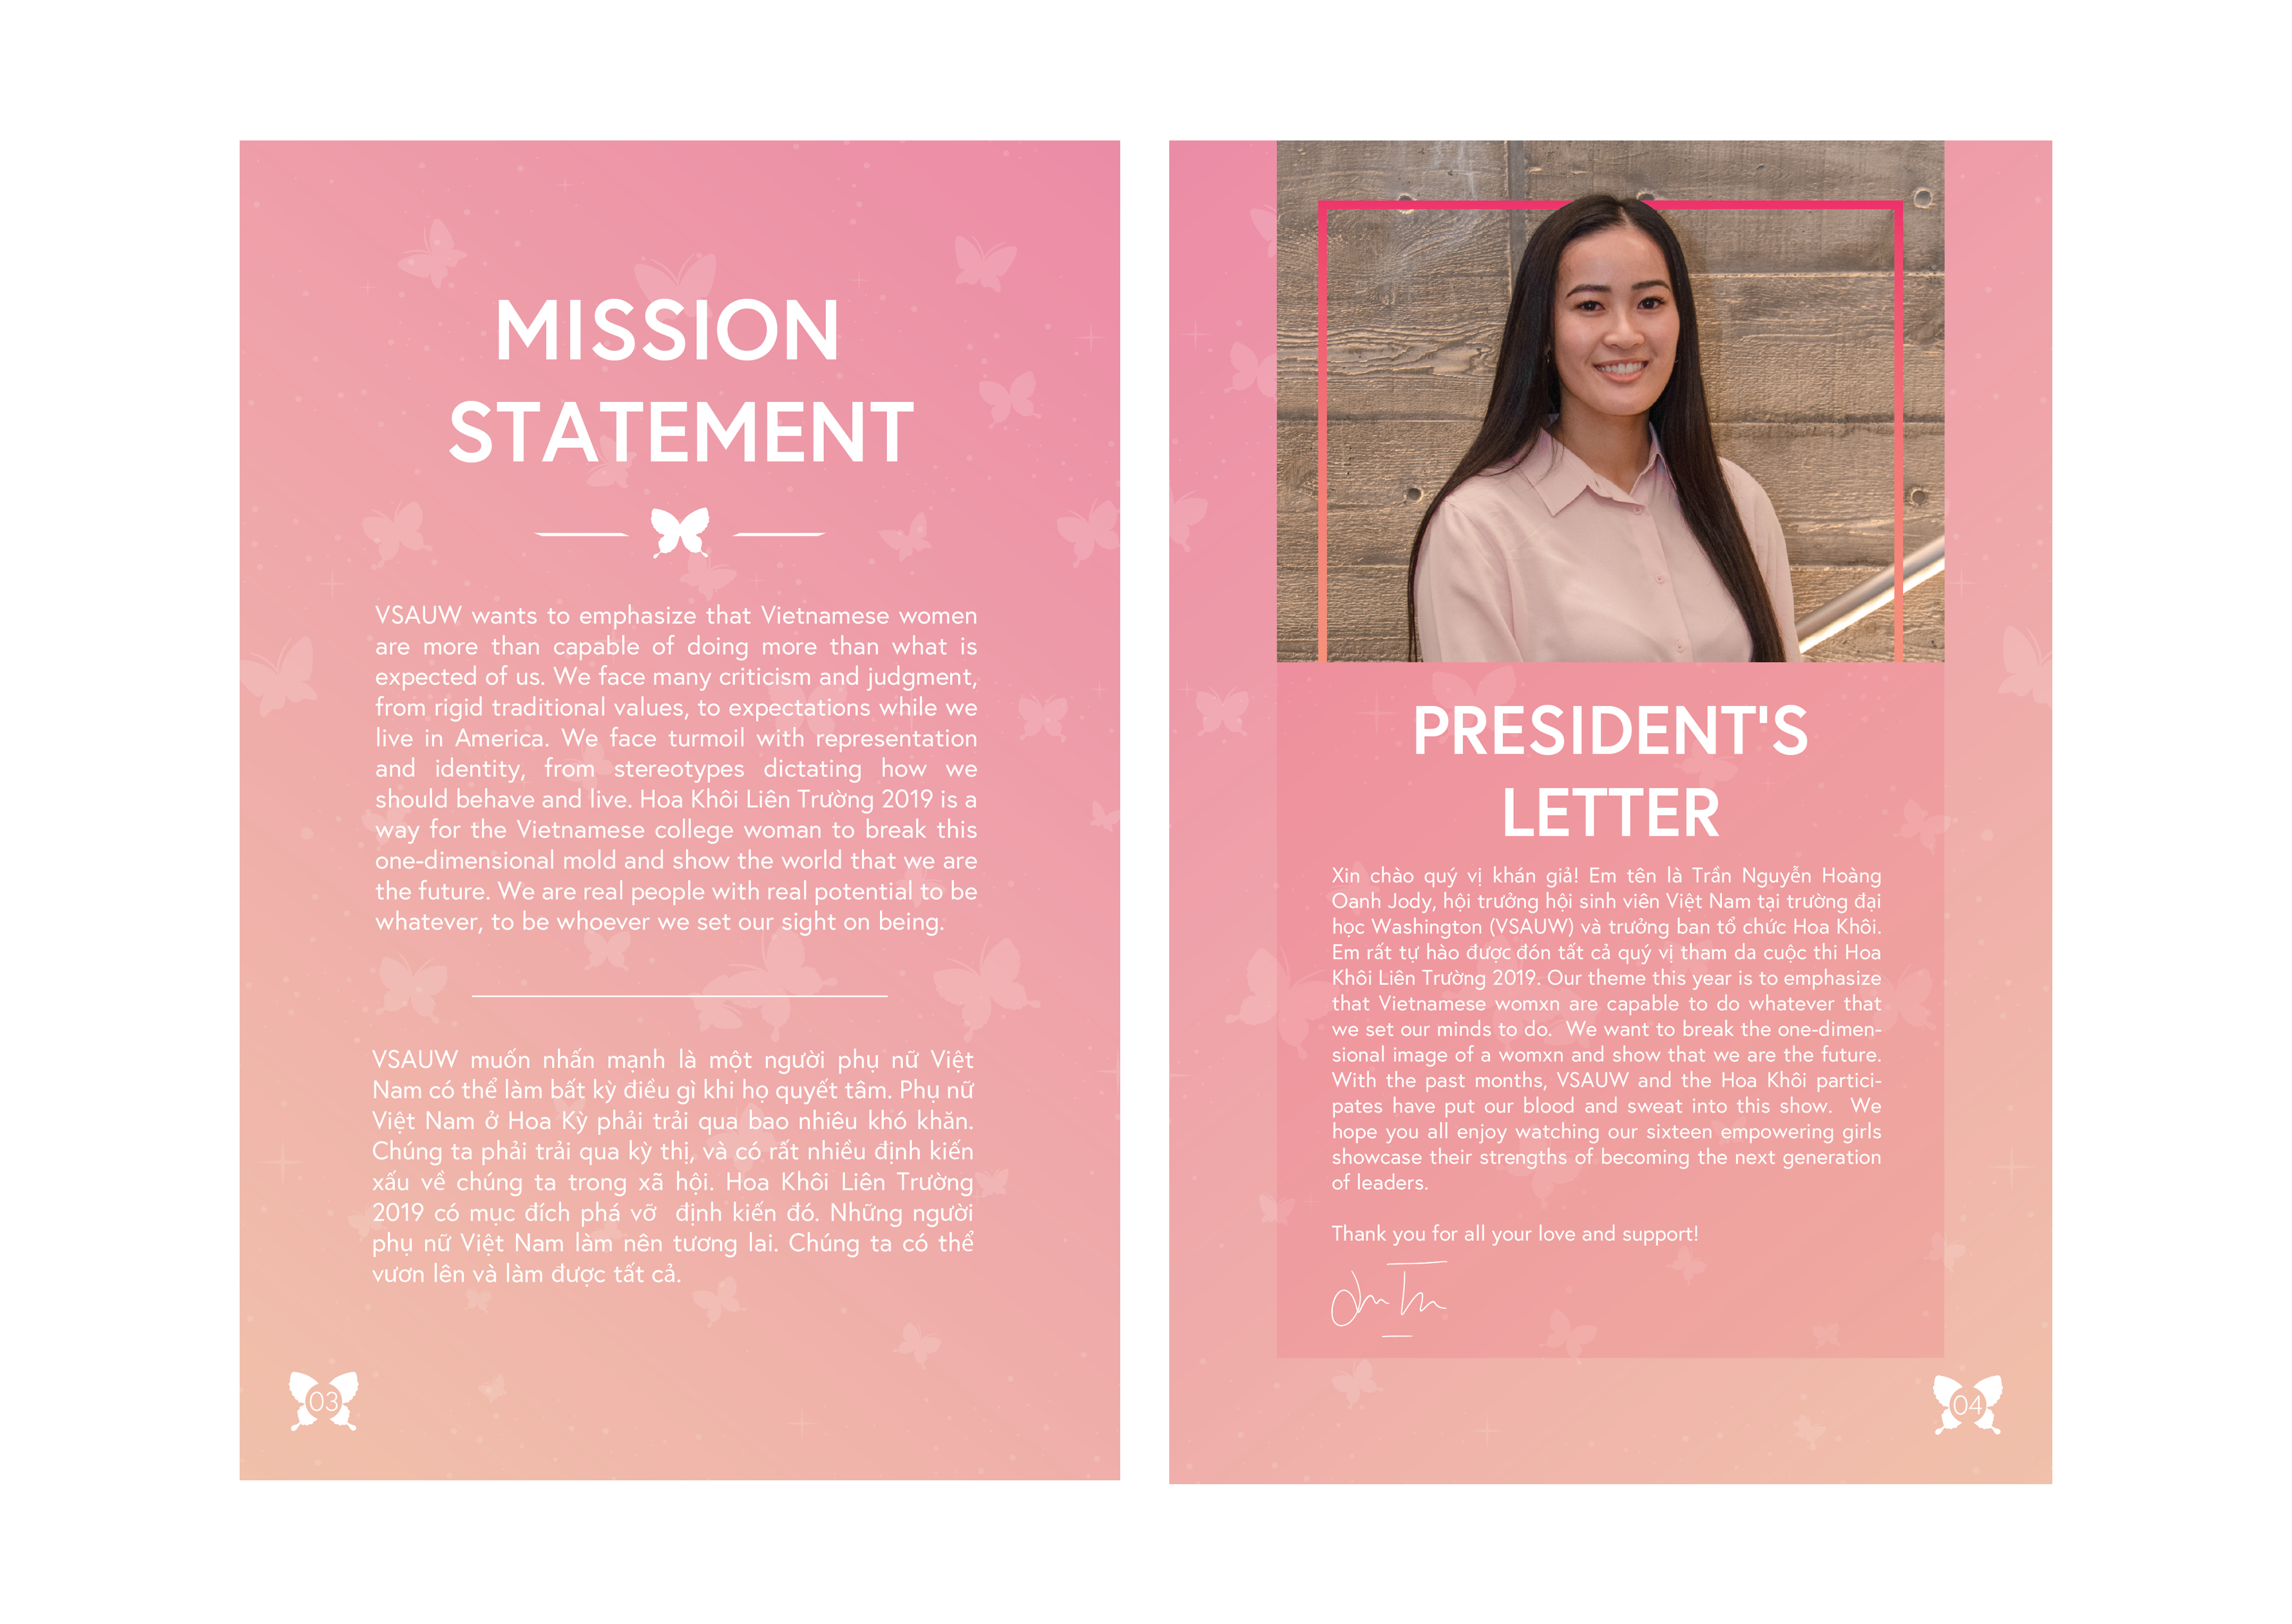 MISSION
STATEMENT
VSAUW wants to emphasize that Vietnamese women
are more than capable of doing more than what is
expected of us. We face many criticism and judgment,
from rigid traditional values, to expectations while we
live in America. We face turmoil with representation
and identity, from stereotypes dictating how we
should behave and live. Hoa Khôi Liên Trường 2019 is a
way for the Vietnamese college woman to break this
one-dimensional mold and show the world that we are
the future. We are real people with real potential to be
whatever, to be whoever we set our sight on being.
VSAUW muốn nhấn mạnh là một người phụ nữ Việt
Nam có thể làm bất kỳ điều gì khi họ quyết tâm. Phụ nữ
Việt Nam ở Hoa Kỳ phải trải qua bao nhiêu khó khăn.
Chúng ta phải trải qua kỳ thị, và có rất nhiều định kiến
xấu về chúng ta trong xã hội. Hoa Khôi Liên Trường
2019 có mục đích phá vỡ  định kiến đó. Những người
phụ nữ Việt Nam làm nên tương lai. Chúng ta có thể
vươn lên và làm được tất cả.
03
PRESIDENT'S
LETTER
Xin chào quý vị khán giả! Em tên là Trần Nguyễn Hoàng
Oanh Jody, hội trưởng hội sinh viên Việt Nam tại trường đại
học Washington (VSAUW) và trưởng ban tổ chức Hoa Khôi.
Em rất tự hào được đón tất cả quý vị tham da cuộc thi Hoa
Khôi Liên Trường 2019. Our theme this year is to emphasize
that Vietnamese womxn are capable to do whatever that
we set our minds to do.  We want to break the one-dimen-
sional image of a womxn and show that we are the future.
With the past months, VSAUW and the Hoa Khôi partici-
pates have put our blood and sweat into this show.  We
hope you all enjoy watching our sixteen empowering girls
showcase their strengths of becoming the next generation
of leaders.
Thank you for all your love and support!
04